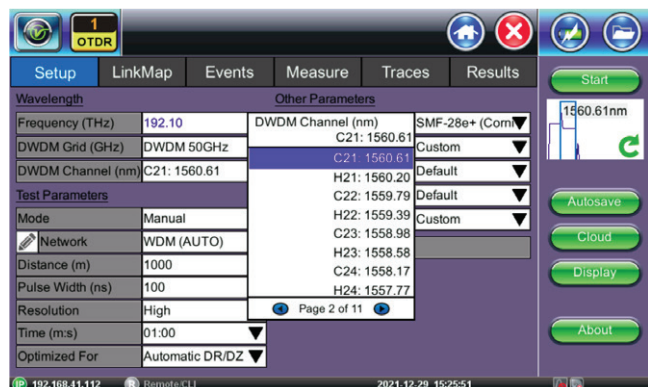 1
OTDR
Setup LinkMap Events Measure Traces Results
Wavelength
Other Parameters
Frequency (THz) 192.10
DWDM Grid (GHz) DWDM 50GHz
DWDM Channel (nm) C21: 1560.61
Test Parameters
Mode Manual
Network WDM (AUTO)
Distance (m) 1000
Pulse Width (ns) 100
Resolution High
Time (m:s) 01:00
Optimized For Automatic DR/DZ
DWDM Channel (nm)
C21: 1560.61
C21: 1560.61
H21: 1560.20
C22: 1559.79
H22: 1559.39
C23: 1558.98
H23: 1558.58
C24: 1558.17
H24: 1557.77
Page 2 of 11
SMF-28e+ (Corni
Custom
Default
Default
Custom
Start
1560.61nm
Autosave
Cloud
Display
About
IP 192.168.41.112 R Remote/CLI 2021-12-29 15:25:51